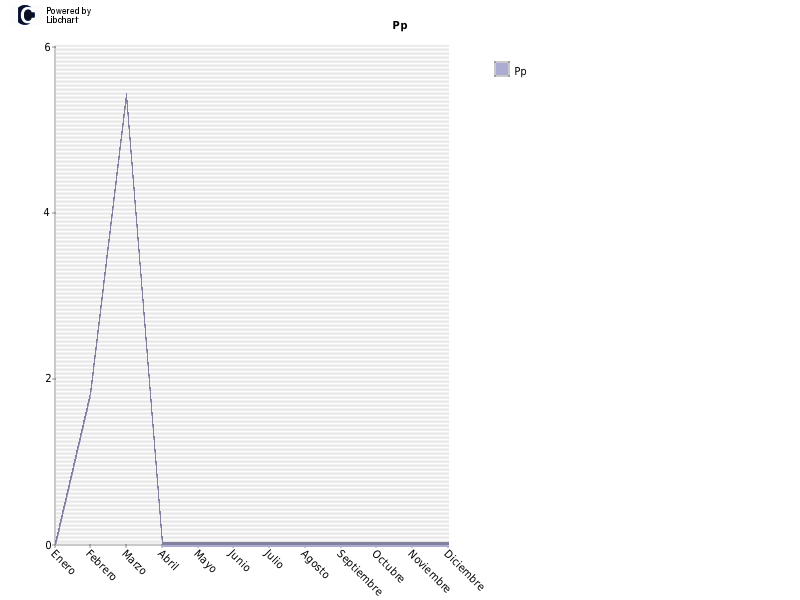 Powered by
Libchart
Pp
Pp
6
4
2
0
Enero
Febrero
Marzo
Abril
Mayo
Junio
Julio
Agosto
Septiembre
Octubre
Noviembre
Diciembre